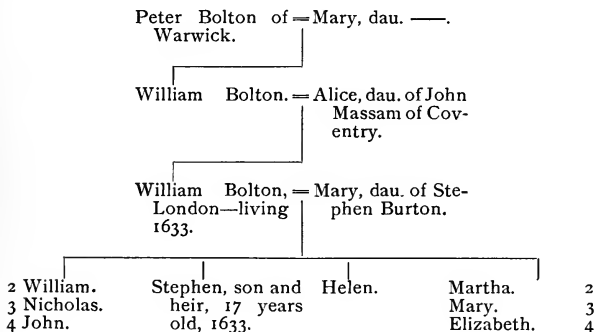 Peter Bolton of = Mary, dau. ——.
Warwick.
William Bolton. = Alice, dau. of John
Massam of Cov-
entry.
William Bolton, = Mary, dau. of Ste-
London—living phen Burton.
1633.
2 William. Stephen, son and Helen. Martha. 2
3 Nicholas. heir, 17 years Mary. 3
4 John. old, 1633. Elizabeth. 4